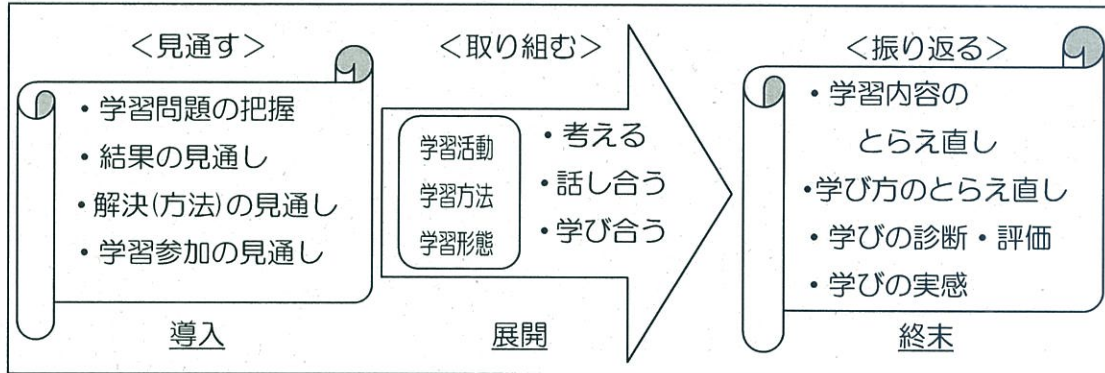 <見通す>
・学習問題の把握
・結果の見通し
・解決(方法)の見通し
・学習参加の見通し
導入
<取り組む>
学習活動
学習方法
学習形態
・考える
・話し合う
・学び合う
展開
<振り返る>
・学習内容の
とらえ直し
・学び方のとらえ直し
・学びの診断・評価
・学びの実感
終末